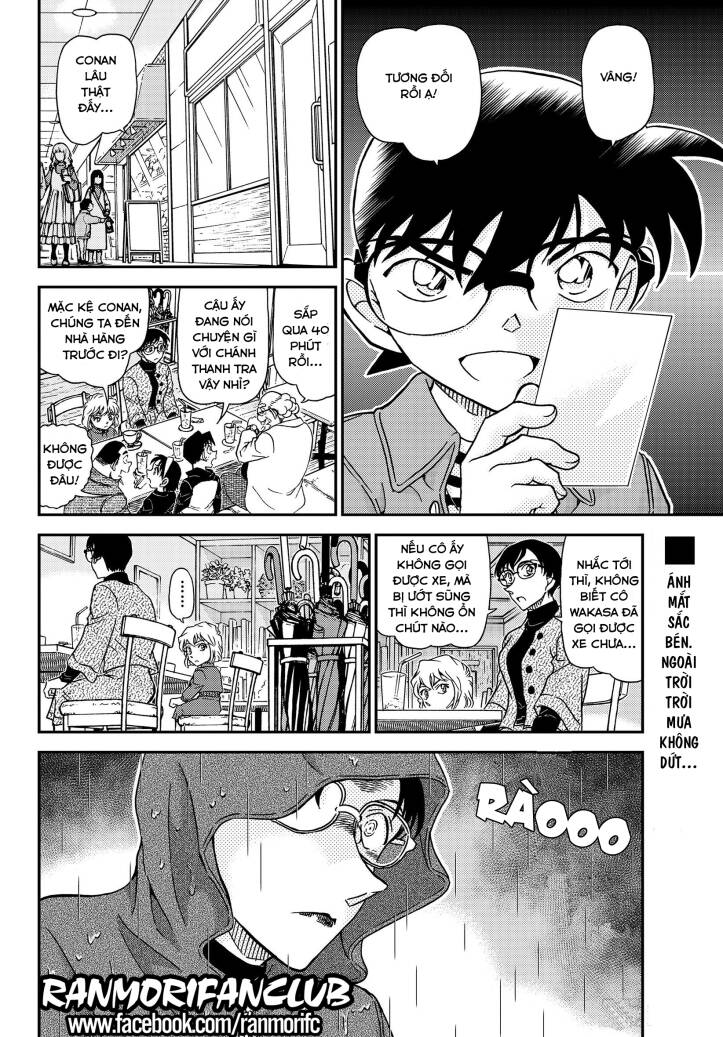 VÂNG!
TƯƠNG ĐỐI
RỒI Ạ!
CONAN
LÂU
THẬT
ĐẤY...
SẮP
QUA 40
PHÚT
RỒI...
CẬU ẤY
ĐANG NÓI
CHUYỆN GÌ
VỚI CHÁNH
THANH TRA
VẬY NHỈ?
MẶC KỆ CONAN,
CHÚNG TA ĐẾN
NHÀ HÀNG
TRƯỚC ĐI?
KHÔNG
ĐƯỢC
ĐÂU!
NHẮC TỚI
THÌ, KHÔNG
BIẾT CÔ
WAKASA ĐÃ
GỌI ĐƯỢC
XE CHƯA...
NẾU CÔ ẤY
KHÔNG GỌI
ĐƯỢC XE, MÀ
BỊ ƯỚT SŨNG
THÌ KHÔNG ỔN
CHÚT NÀO...
......
ÁNH
MẮT
SẮC
BÉN.
NGOÀI
TRỜI
TRỜI
MƯA
KHÔNG
DỨT...
RÀOOO
RANMORIFANCLUB
www.facebook.com/ranmorifc